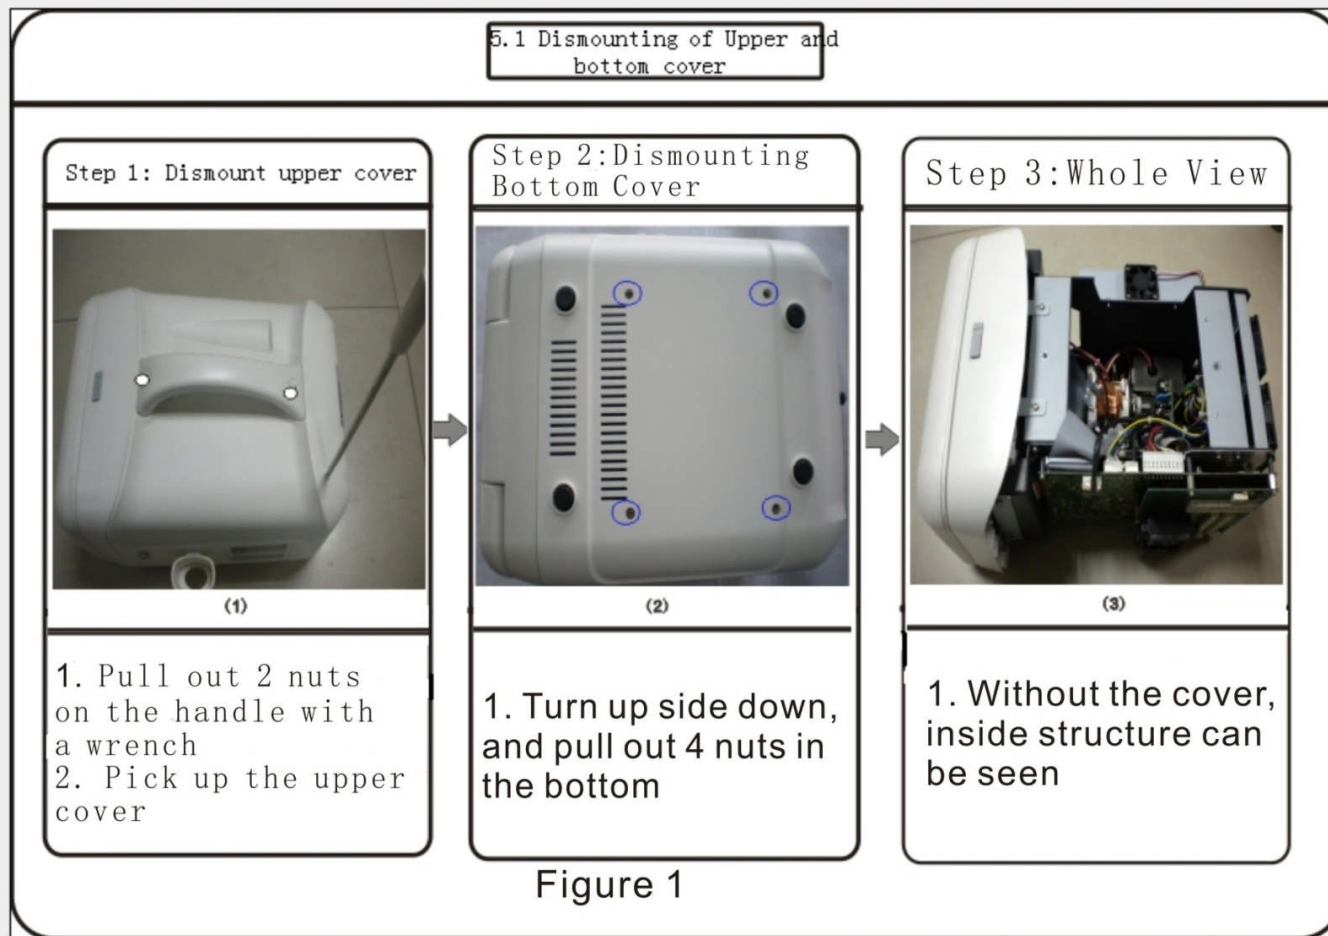 5.1 Dismounting of Upper and
bottom cover
Step 1: Dismount upper cover
(1)
1. Pull out 2 nuts
on the handle with
a wrench
2. Pick up the upper
cover
Step 2:Dismounting
Bottom Cover
(2)
1. Turn up side down,
and pull out 4 nuts in
the bottom
Step 3:Whole View
(3)
1. Without the cover,
inside structure can
be seen
Figure 1